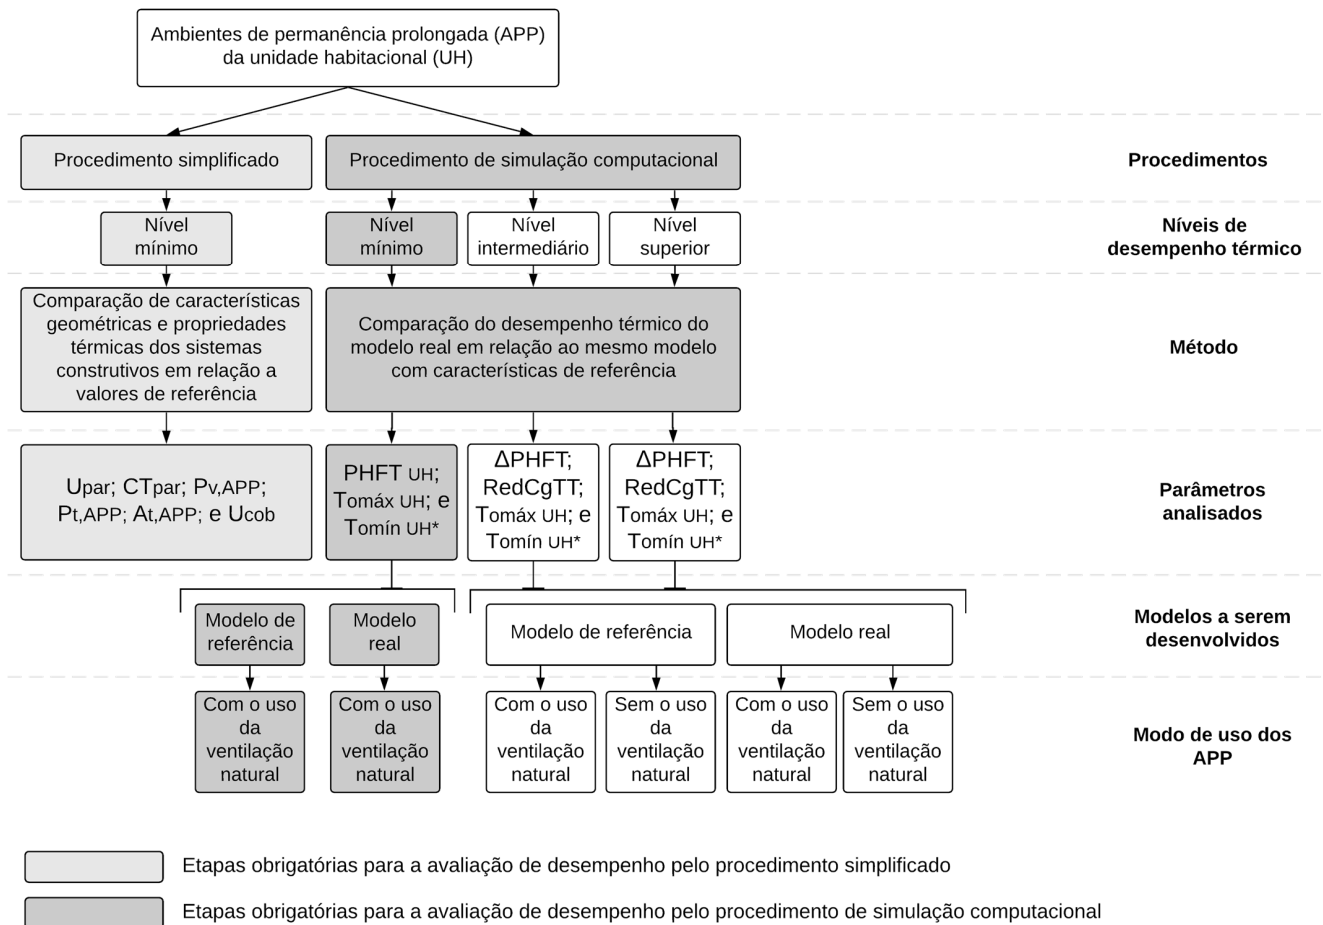 Ambientes de permanência prolongada (APP)
da unidade habitacional (UH)
Procedimento simplificado
Procedimento de simulação computacional
Procedimentos
Nível
mínimo
Nível
mínimo
Nível
intermediário
Nível
superior
Níveis de
desempenho térmico
Comparação de características
geométricas e propriedades
térmicas dos sistemas
construtivos em relação a
valores de referência
Comparação do desempenho térmico do
modelo real em relação ao mesmo modelo
com características de referência
Método
Upar; CTpar; Pv,APP;
Pt,APP; At,APP; e Ucob
PHFT UH;
Tomáx UH; e
Tomín UH*
ΔPHFT;
RedCgTT;
Tomáx UH; e
Tomín UH*
ΔPHFT;
RedCgTT;
Tomáx UH; e
Tomín UH*
Parâmetros
analisados
Modelo de
referência
Modelo
real
Modelo de referência
Modelo real
Modelos a serem
desenvolvidos
Com o uso
da
ventilação
natural
Com o uso
da
ventilação
natural
Com o uso
da
ventilação
natural
Sem o uso
da
ventilação
natural
Com o uso
da
ventilação
natural
Sem o uso
da
ventilação
natural
Modo de uso dos
APP
Etapas obrigatórias para a avaliação de desempenho pelo procedimento simplificado
Etapas obrigatórias para a avaliação de desempenho pelo procedimento de simulação computacional